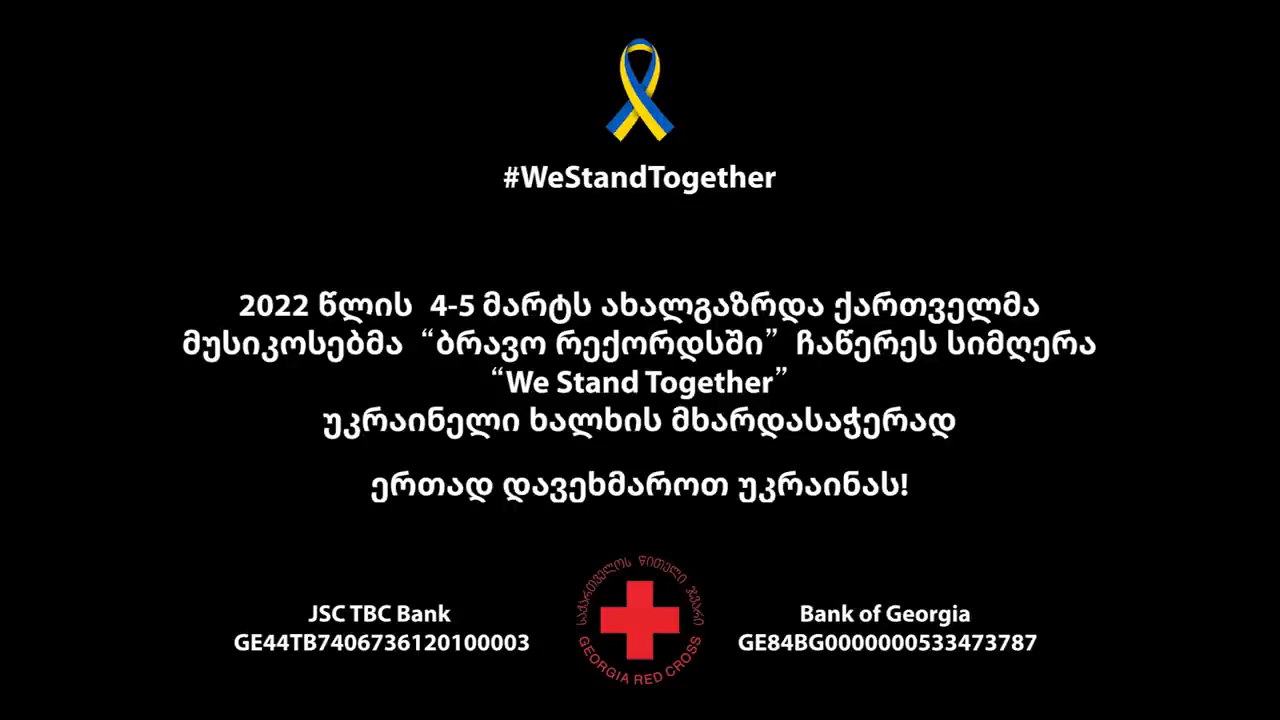 #WeStandTogether
2022 წლის 4-5 მარტს ახალგაზრდა ქართველმა
მუსიკოსებმა “ბრავო რექორდსში” ჩაწერეს სიმღერა
“We Stand Together”
უკრაინელი ხალხის მხარდასაჭერად
ერთად დავეხმაროთ უკრაინას!
JSC TBC Bank
GE44TB7406736120100003
საქართველოს წითელი ჯვარი
GEORGIA RED CROSS
Bank of Georgia
GE84BG0000000533473787